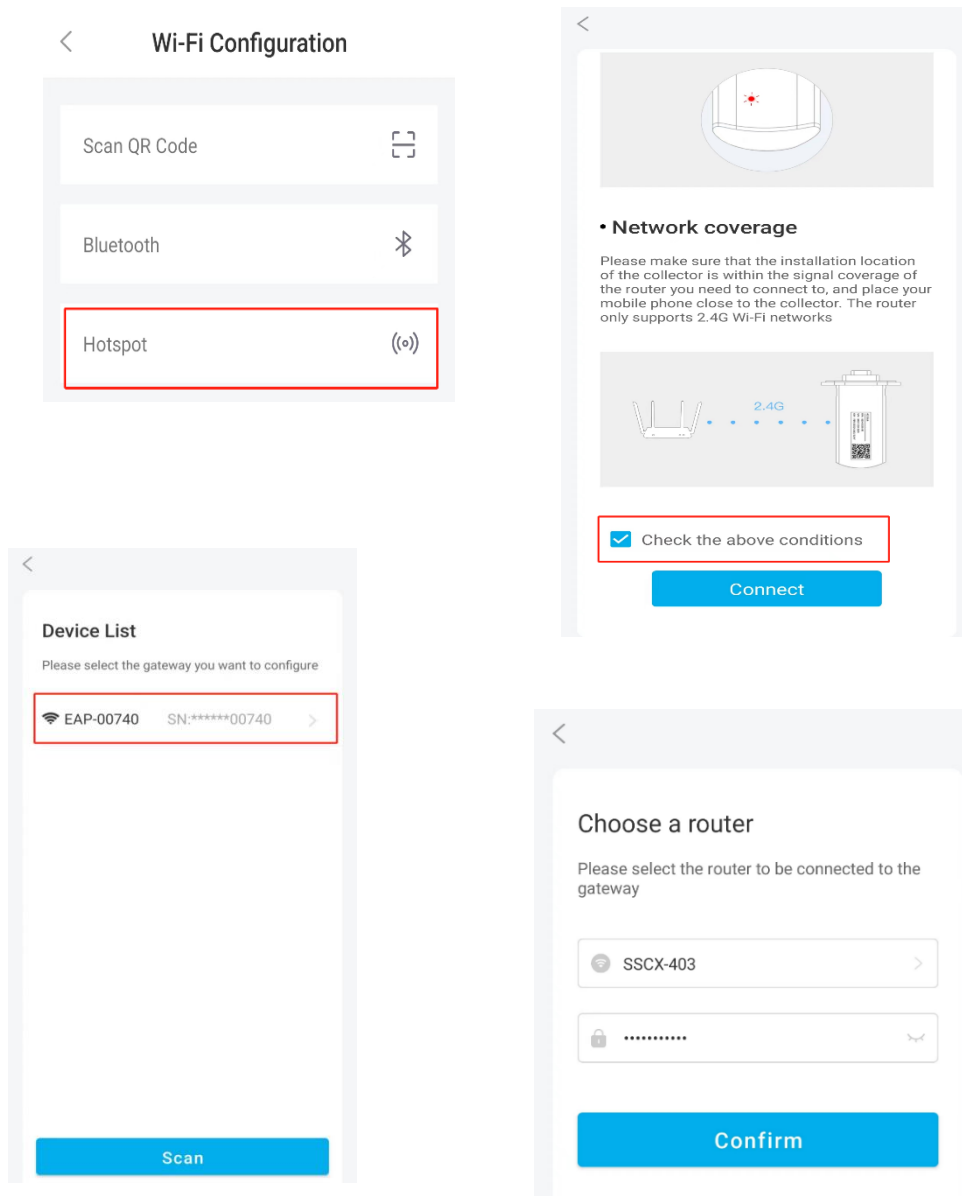 Wi-Fi Configuration
Scan QR Code
Bluetooth
Hotspot
• Network coverage
Please make sure that the installation location
of the collector is within the signal coverage of
the router you need to connect to, and place your
mobile phone close to the collector. The router
only supports 2.4G Wi-Fi networks
2.4G
Check the above conditions
Connect
Device List
Please select the gateway you want to configure
EAP-00740 SN:******00740
Scan
Choose a router
Please select the router to be connected to the
gateway
SSCX-403
•••••••••••
Confirm